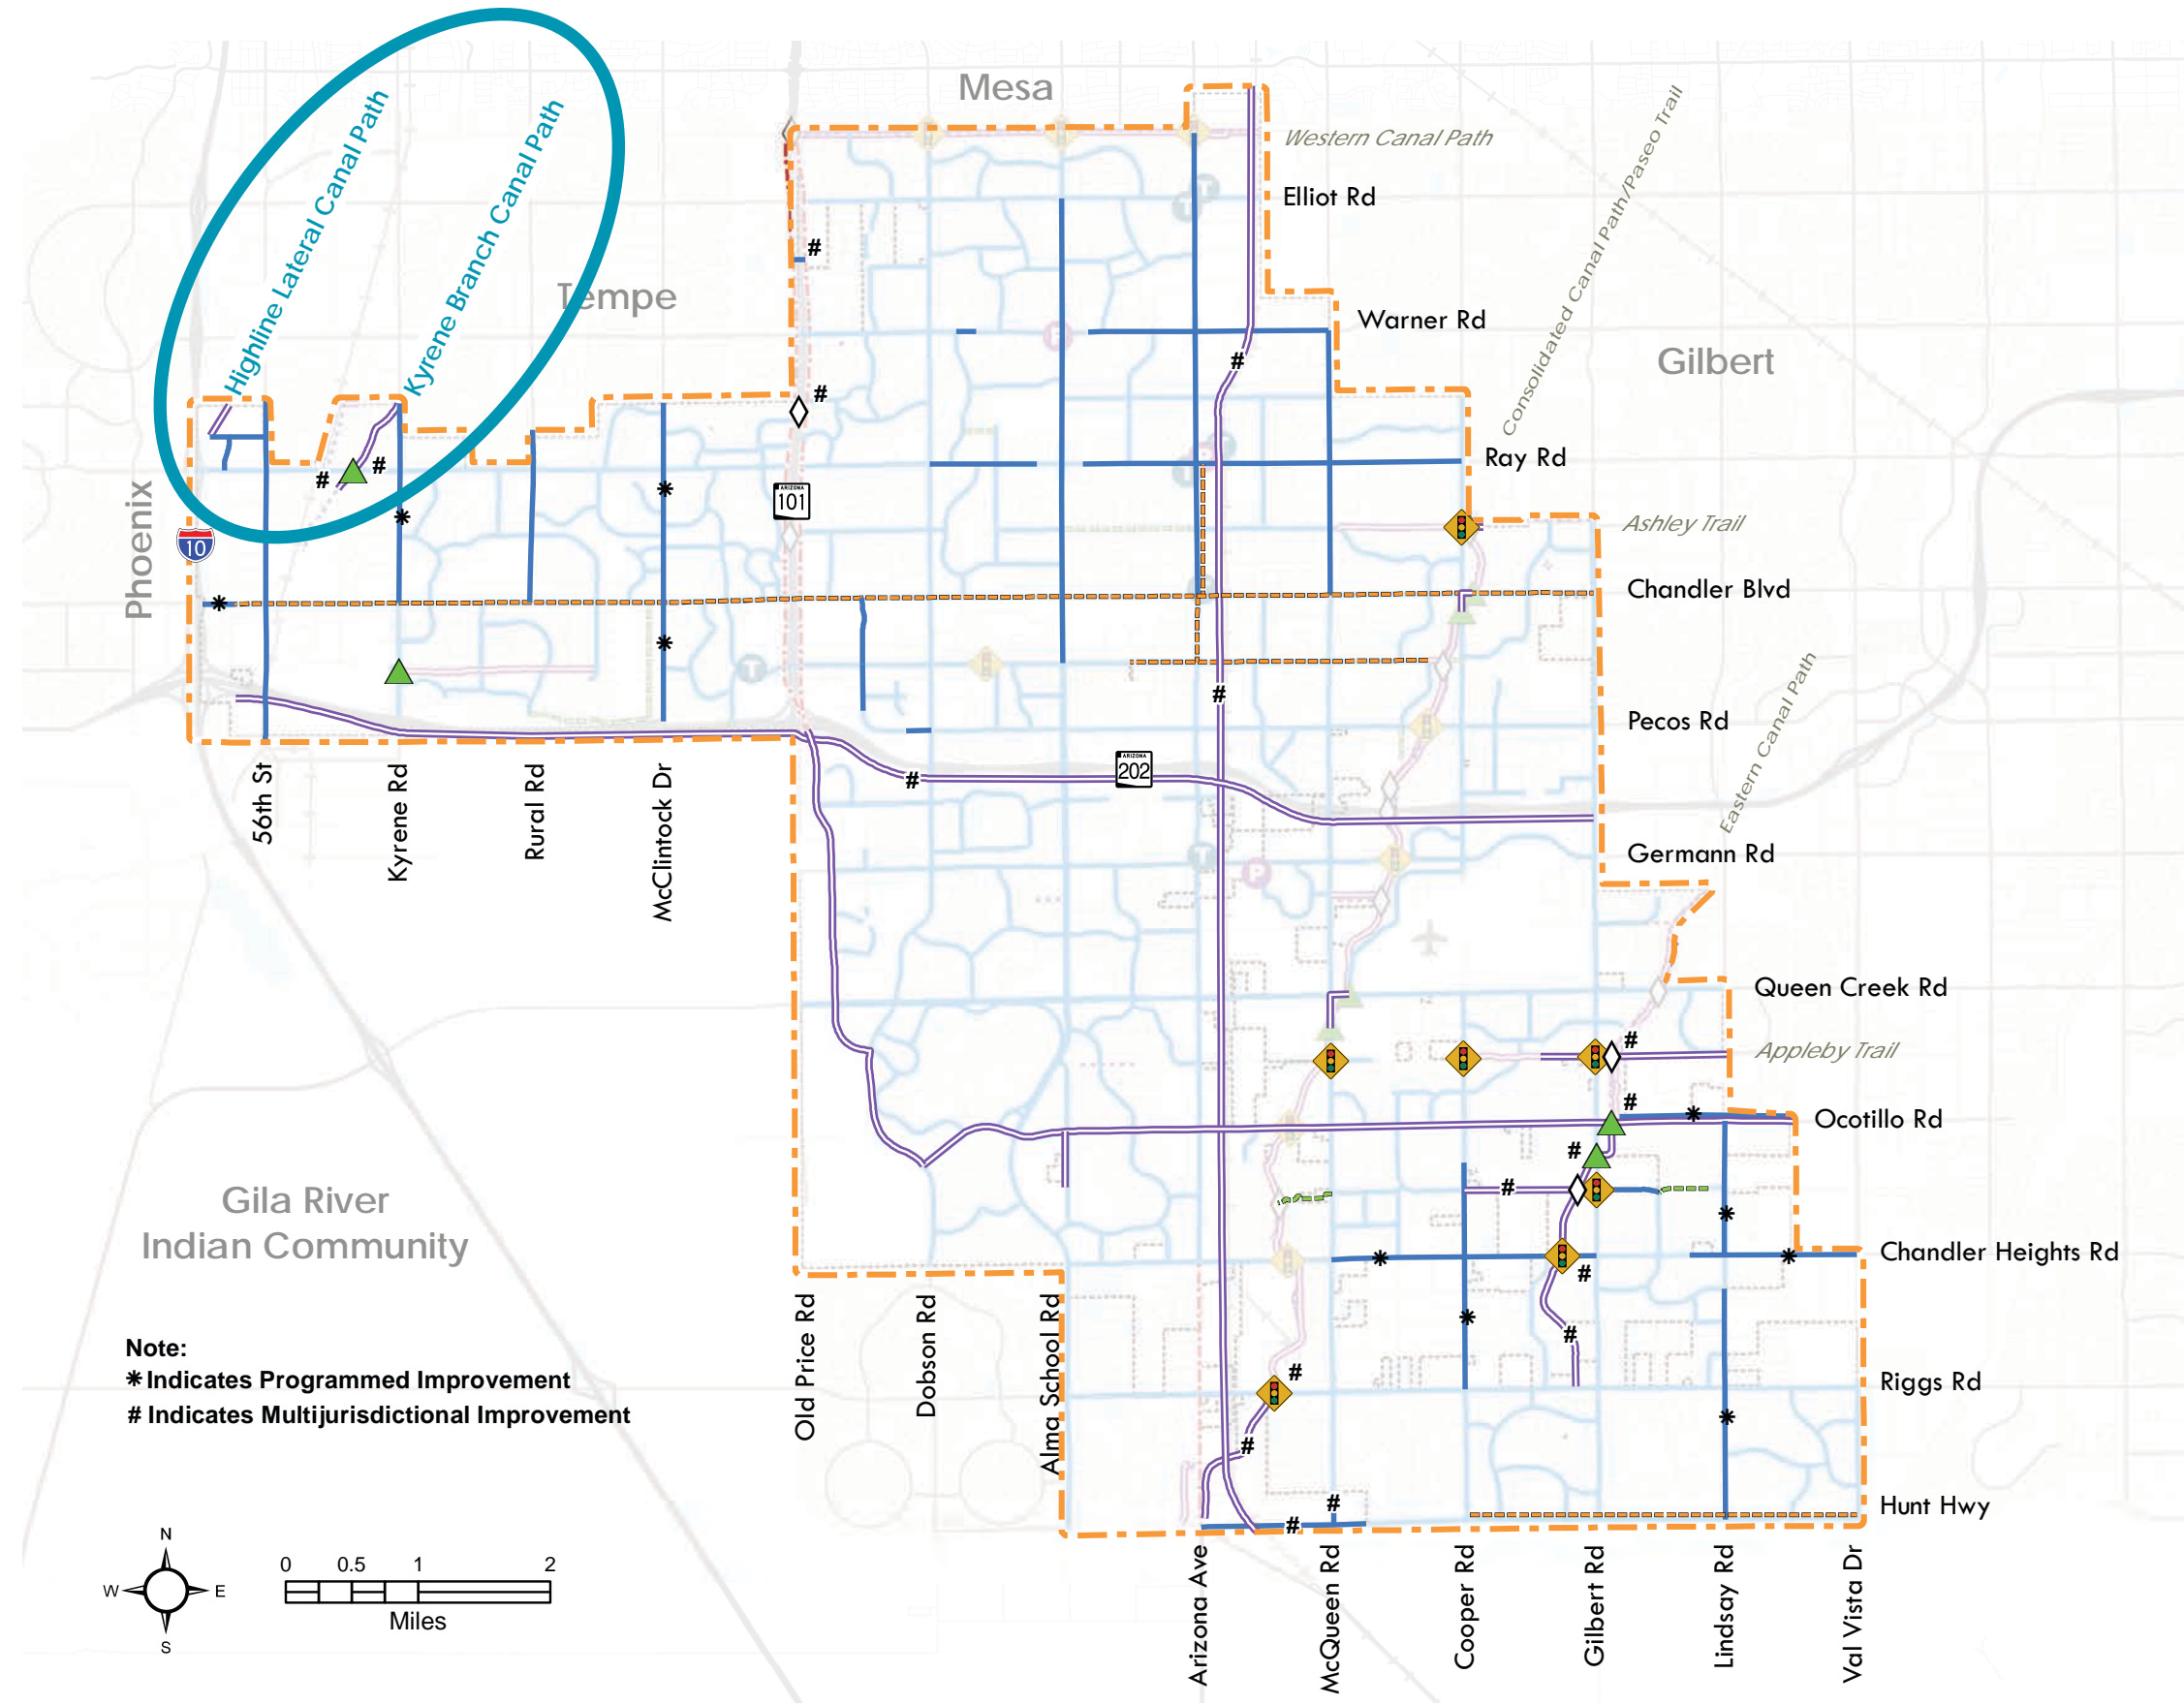 Mesa
Highline Lateral Canal Path
Kyrene Branch Canal Path
Western Canal Path
Consolidated Canal Path/Paseo Trail
Elliot Rd
Tempe
#
Warner Rd
Gilbert
#
#
Ray Rd
#
#
Phoenix
ARIZONA
101
*
*
Ashley Trail
10
T
P
Chandler Blvd
*
*
T
#
Eastern Canal Path
Pecos Rd
#
ARIZONA
202
56th St
Kyrene Rd
Rural Rd
McClintock Dr
Germann Rd
T
P
Queen Creek Rd
#
Appleby Trail
#
*
Ocotillo Rd
#
#
Gila River
Indian Community
*
*
*
Chandler Heights Rd
#
*
#
Old Price Rd
Dobson Rd
Alma School Rd
Note:
* Indicates Programmed Improvement
# Indicates Multijurisdictional Improvement
#
Riggs Rd
*
#
#
#
Hunt Hwy
N
W
E
S
0 0.5 1 2
Miles
Arizona Ave
McQueen Rd
Cooper Rd
Gilbert Rd
Lindsay Rd
Val Vista Dr